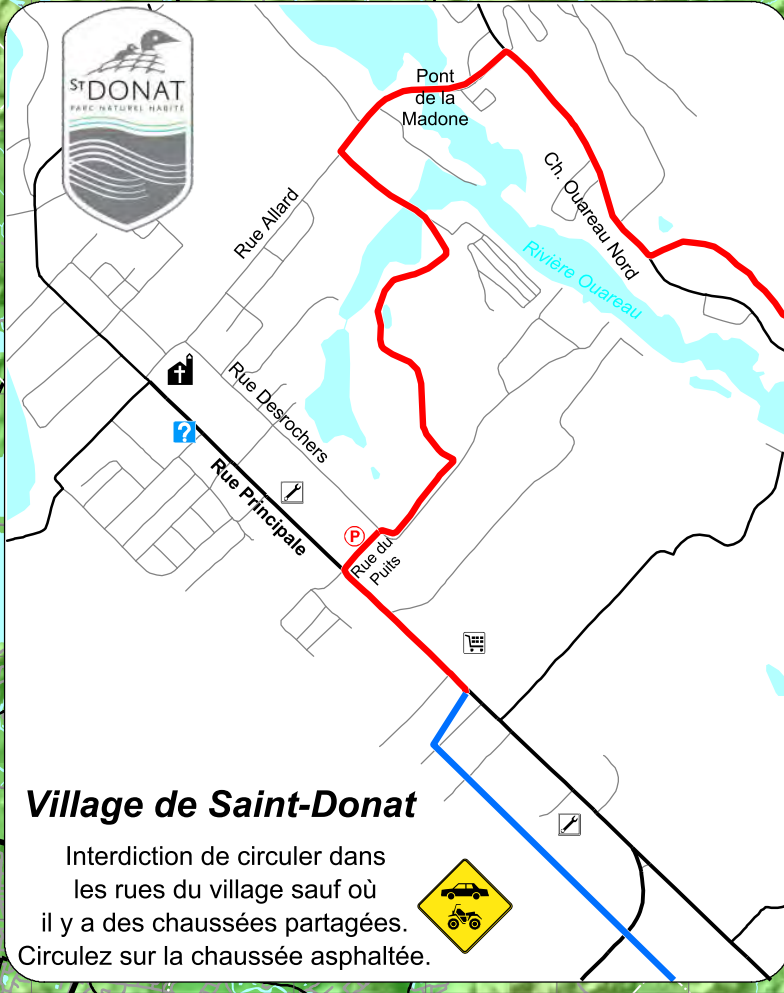 ST DONAT
PARC NATUREL HABITÉ
Pont
de la
Madone
Ch. Ouareau Nord
Rue Allard
Rivière Ouareau
Rue Desrochers
?
Rue Principale
P
Rue du
Puits
Village de Saint-Donat
Interdiction de circuler dans
les rues du village sauf où
il y a des chaussées partagées.
Circulez sur la chaussée asphaltée.